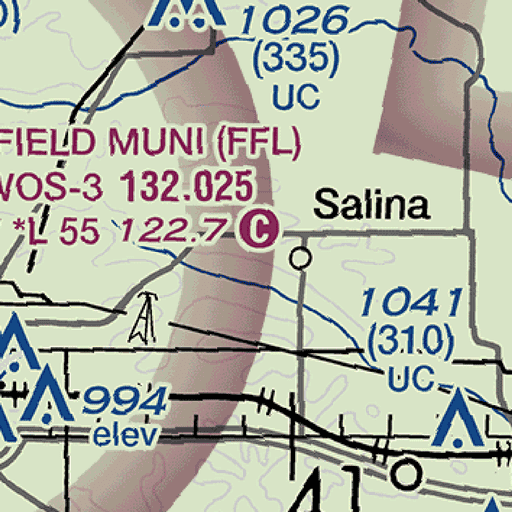 1026
(335)
UC
FIELD MUNI (FFL)
WOS-3 132.025
*L 55 122.7 C
Salina
1041
(310)
UC
994
elev
41